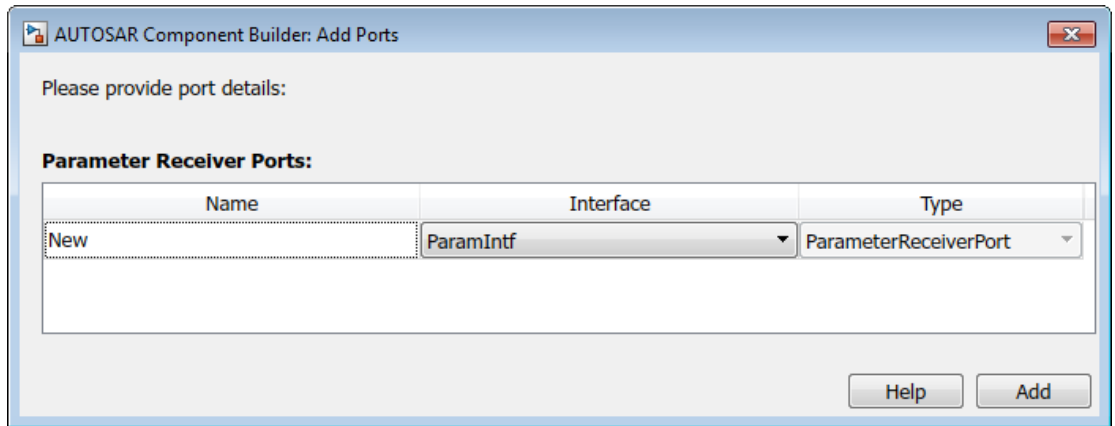 AUTOSAR Component Builder: Add Ports
Please provide port details:
Parameter Receiver Ports:
Name Interface Type
New ParamIntf ParameterReceiverPort
Help Add